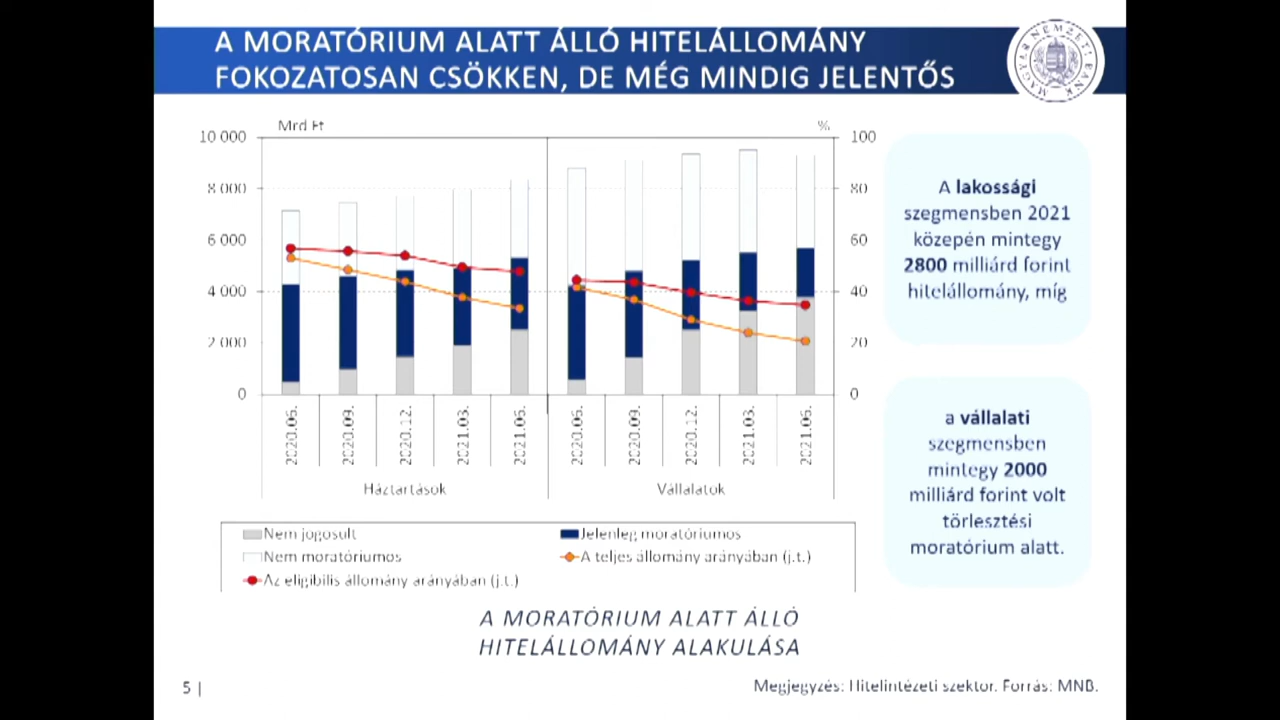 A MORATÓRIUM ALATT ÁLLÓ HITELÁLLOMÁNY
FOKOZATOSAN CSÖKKEN, DE MÉG MINDIG JELENTŐS
MAGYAR NEMZETI BANK
Mrd Ft
%
10 000
8 000
6 000
4 000
2 000
0
100
80
60
40
20
0
2020.06.
2020.09.
2020.12.
2021.03.
2021.06.
2020.06.
2020.09.
2020.12.
2021.03.
2021.06.
Háztartások
Vállalatok
Nem jogosult
Jelenleg moratóriumos
Nem moratóriumos
A teljes állomány arányában (j.t.)
Az eligibilis állomány arányában (j.t.)
A lakossági
szegmensben 2021
közepén mintegy
2800 milliárd forint
hitelállomány, míg
a vállalati
szegmensben
mintegy 2000
milliárd forint volt
törlesztési
moratórium alatt.
A MORATÓRIUM ALATT ÁLLÓ
HITELÁLLOMÁNY ALAKULÁSA
5 |
Megjegyzés: Hitelintézeti szektor. Forrás: MNB.